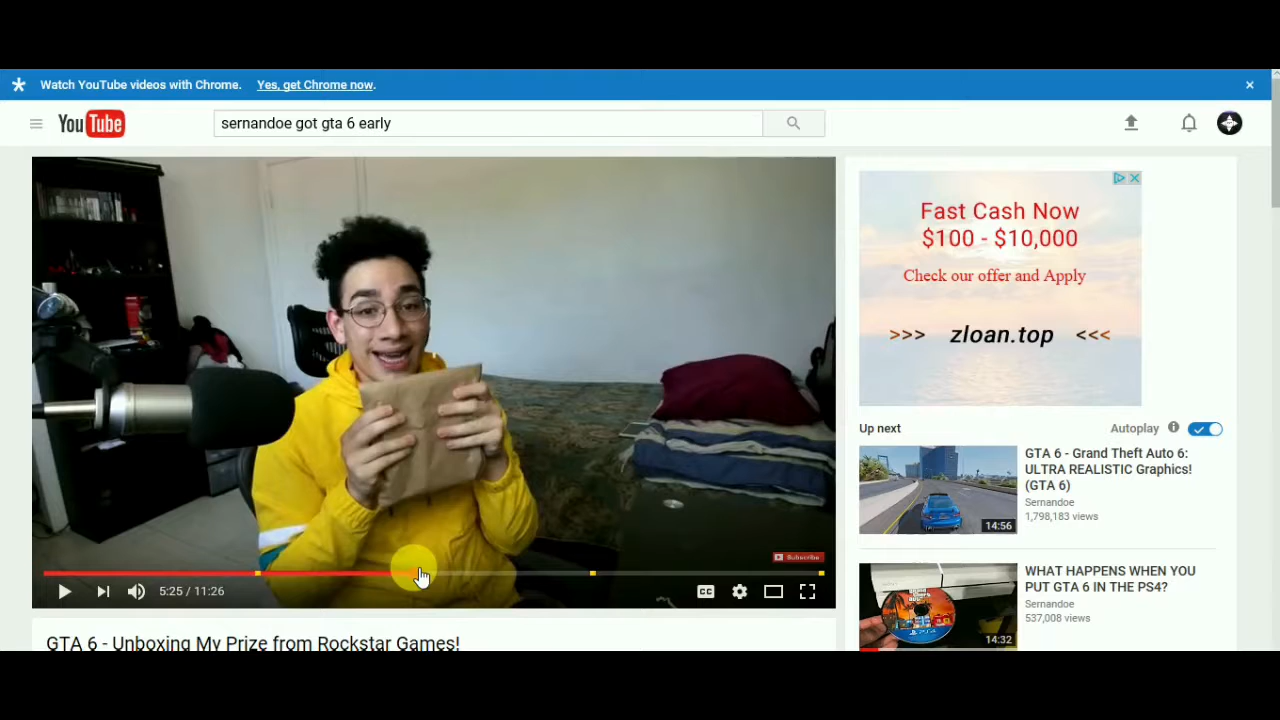 Watch YouTube videos with Chrome. Yes, get Chrome now.
YouTube
sernandoe got gta 6 early
Subscribe
5:25 / 11:26
CC
GTA 6 - Unboxing My Prize from Rockstar Games!
Fast Cash Now
$100 - $10,000
Check our offer and Apply
>>> zloan.top <<<
Up next
Autoplay
GTA 6 - Grand Theft Auto 6:
ULTRA REALISTIC Graphics!
(GTA 6)
Sernandoe
1,798,183 views
14:56
WHAT HAPPENS WHEN YOU
PUT GTA 6 IN THE PS4?
Sernandoe
537,008 views
14:32